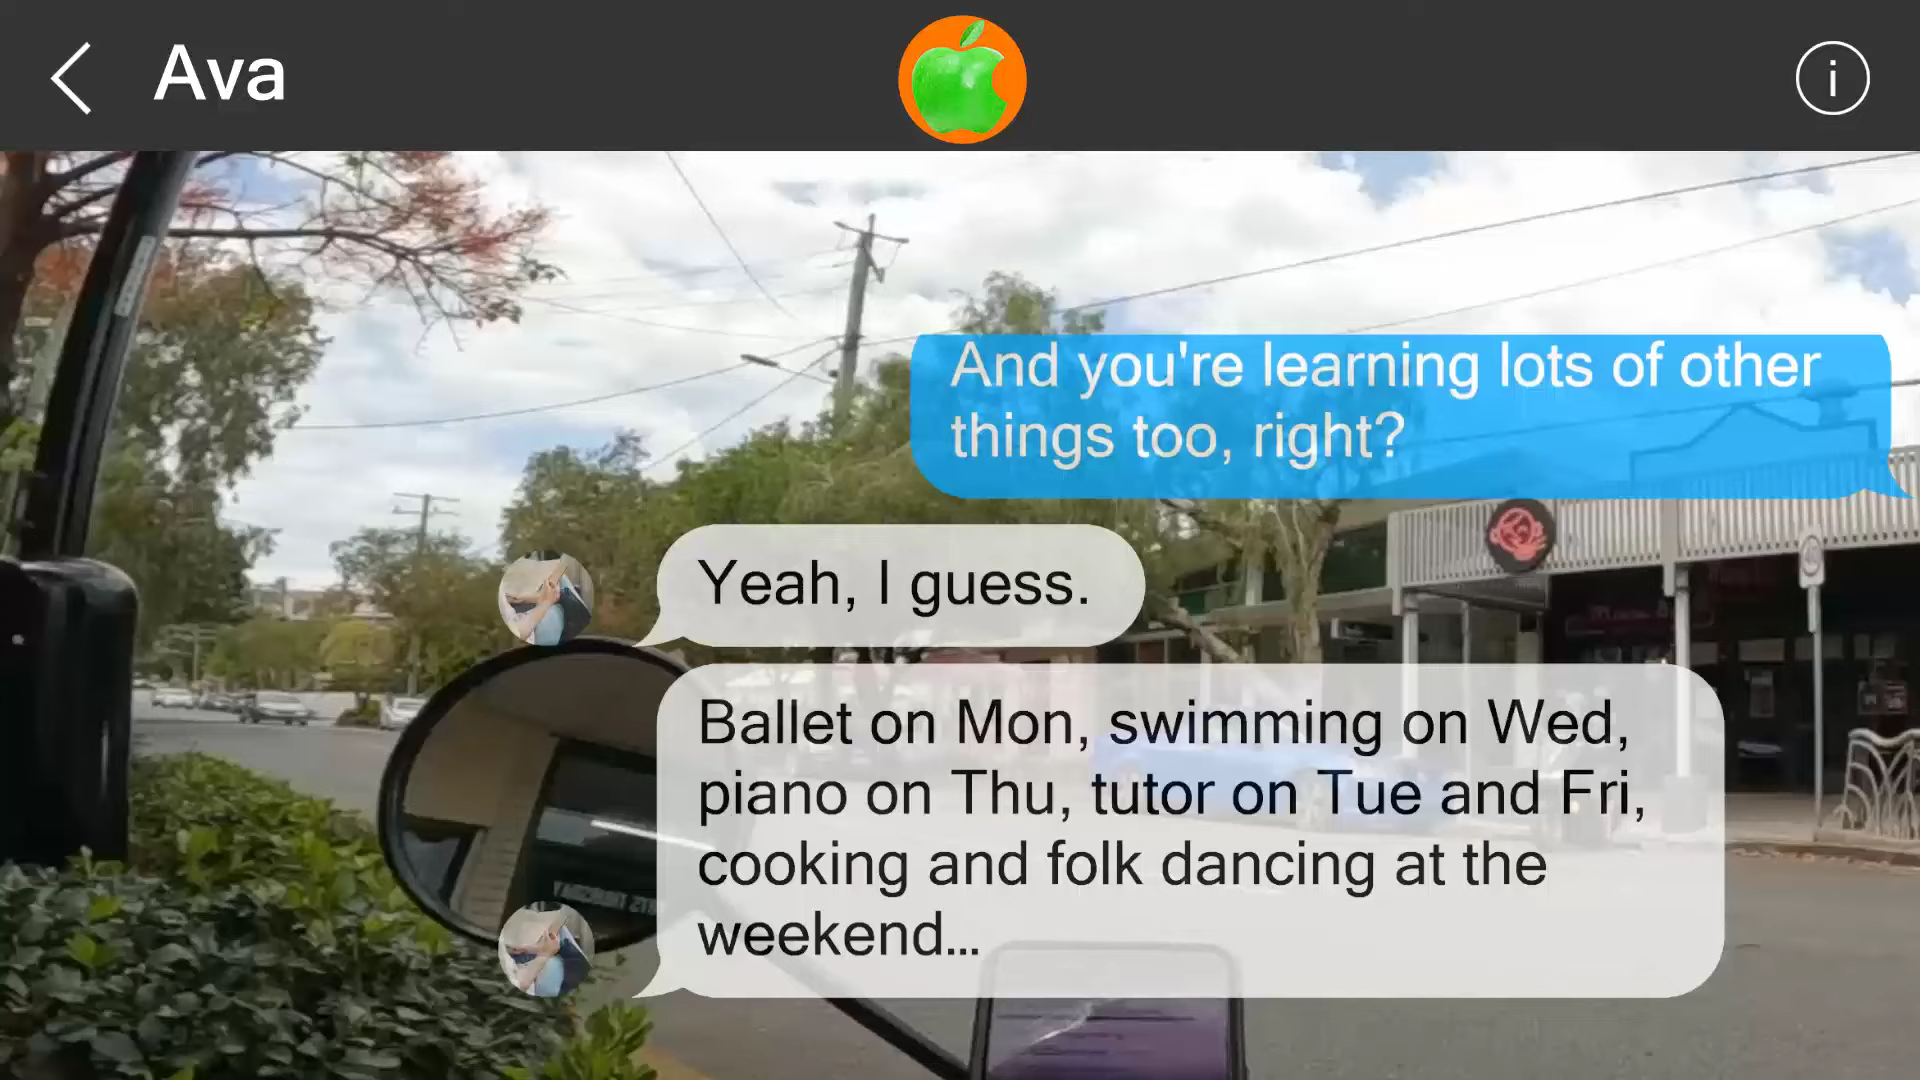 Ava
And you're learning lots of other
things too, right?
Yeah, I guess.
Ballet on Mon, swimming on Wed,
piano on Thu, tutor on Tue and Fri,
cooking and folk dancing at the
weekend...